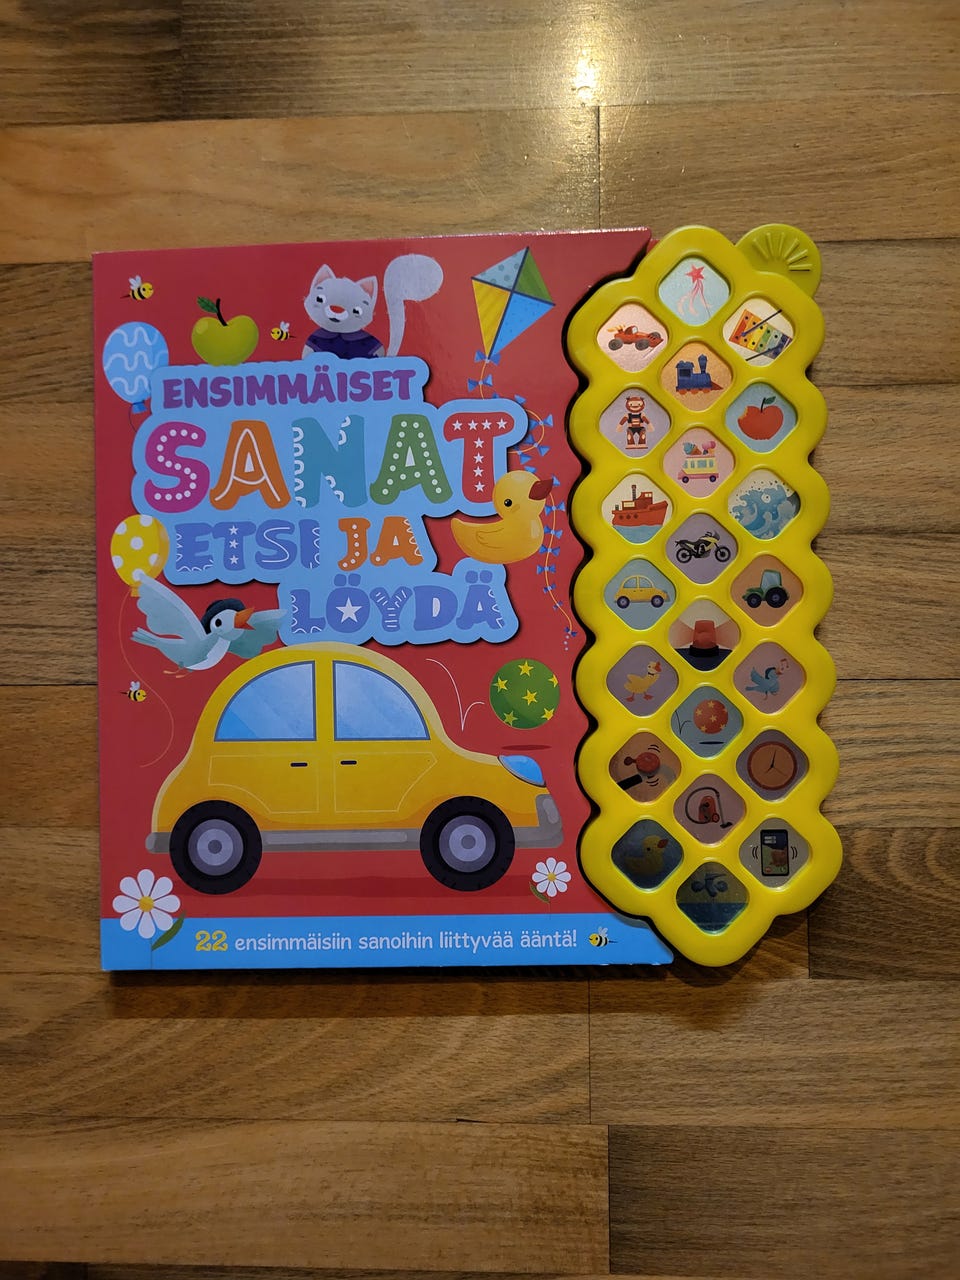 ENSIMMÄISET
SANAT
ETSI JA
LÖYDÄ
22 ensimmäisiin sanoihin liittyvää ääntä!